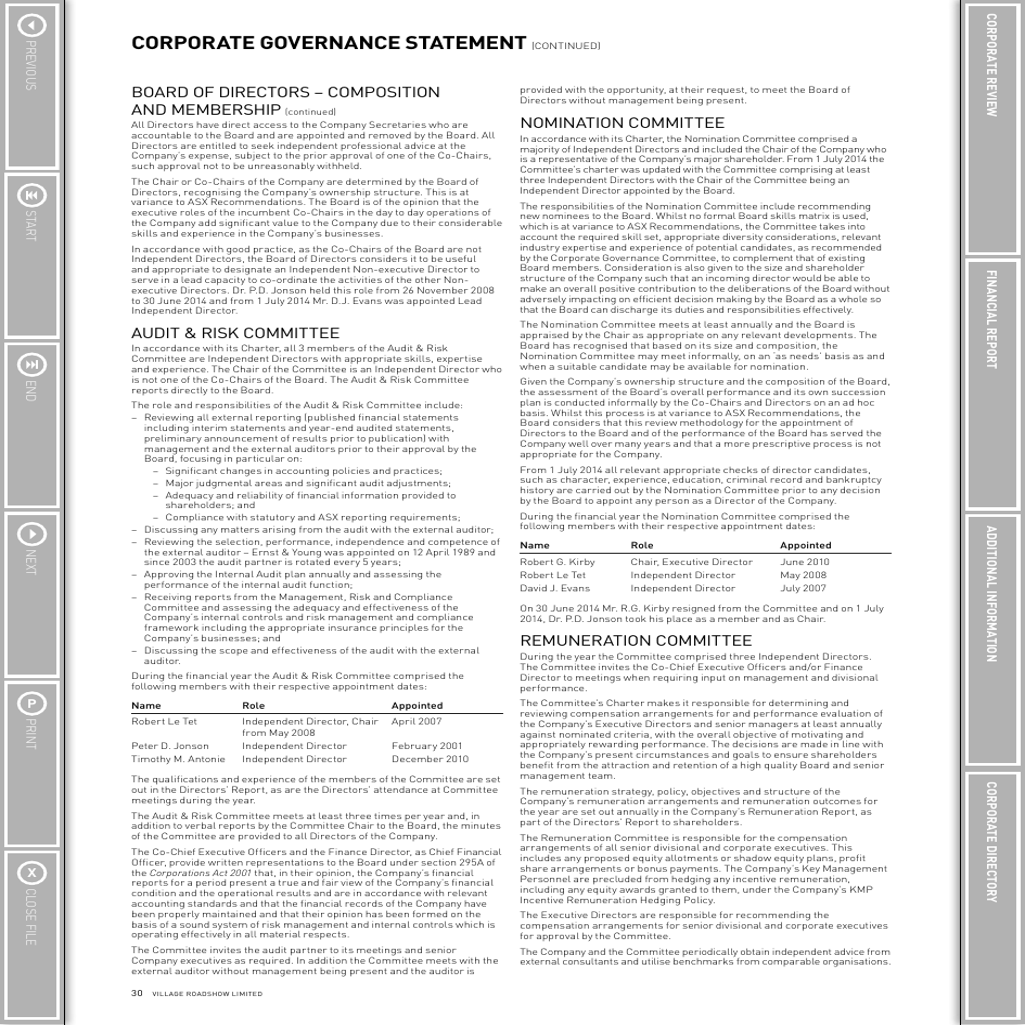 PREVIOUS
START
END
NEXT
P
PRINT
X
CLOSE FILE
CORPORATE GOVERNANCE STATEMENT (CONTINUED)
BOARD OF DIRECTORS – COMPOSITION
AND MEMBERSHIP (continued)
All Directors have direct access to the Company Secretaries who are
accountable to the Board and are appointed and removed by the Board. All
Directors are entitled to seek independent professional advice at the
Company's expense, subject to the prior approval of one of the Co-Chairs,
such approval not to be unreasonably withheld.
The Chair or Co-Chairs of the Company are determined by the Board of
Directors, recognising the Company's ownership structure. This is at
variance to ASX Recommendations. The Board is of the opinion that the
executive roles of the incumbent Co-Chairs in the day to day operations of
the Company add significant value to the Company due to their considerable
skills and experience in the Company's businesses.
In accordance with good practice, as the Co-Chairs of the Board are not
Independent Directors, the Board of Directors considers it to be useful
and appropriate to designate an Independent Non-executive Director to
serve in a lead capacity to co-ordinate the activities of the other Non-
executive Directors. Dr. P.D. Jonson held this role from 26 November 2008
to 30 June 2014 and from 1 July 2014 Mr. D.J. Evans was appointed Lead
Independent Director.
AUDIT & RISK COMMITTEE
In accordance with its Charter, all 3 members of the Audit & Risk
Committee are Independent Directors with appropriate skills, expertise
and experience. The Chair of the Committee is an Independent Director who
is not one of the Co-Chairs of the Board. The Audit & Risk Committee
reports directly to the Board.
The role and responsibilities of the Audit & Risk Committee include:
– Reviewing all external reporting (published financial statements
including interim statements and year-end audited statements,
preliminary announcement of results prior to publication) with
management and the external auditors prior to their approval by the
Board, focusing in particular on:
– Significant changes in accounting policies and practices;
– Major judgmental areas and significant audit adjustments;
– Adequacy and reliability of financial information provided to
shareholders; and
– Compliance with statutory and ASX reporting requirements;
– Discussing any matters arising from the audit with the external auditor;
– Reviewing the selection, performance, independence and competence of
the external auditor – Ernst & Young was appointed on 12 April 1989 and
since 2003 the audit partner is rotated every 5 years;
– Approving the Internal Audit plan annually and assessing the
performance of the internal audit function;
– Receiving reports from the Management, Risk and Compliance
Committee and assessing the adequacy and effectiveness of the
Company's internal controls and risk management and compliance
framework including the appropriate insurance principles for the
Company's businesses; and
– Discussing the scope and effectiveness of the audit with the external
auditor.
During the financial year the Audit & Risk Committee comprised the
following members with their respective appointment dates:
Name Role Appointed
Robert Le Tet Independent Director, Chair April 2007
from May 2008
Peter D. Jonson Independent Director February 2001
Timothy M. Antonie Independent Director December 2010
The qualifications and experience of the members of the Committee are set
out in the Directors' Report, as are the Directors' attendance at Committee
meetings during the year.
The Audit & Risk Committee meets at least three times per year and, in
addition to verbal reports by the Committee Chair to the Board, the minutes
of the Committee are provided to all Directors of the Company.
The Co-Chief Executive Officers and the Finance Director, as Chief Financial
Officer, provide written representations to the Board under section 295A of
the Corporations Act 2001 that, in their opinion, the Company's financial
reports for a period present a true and fair view of the Company's financial
condition and the operational results and are in accordance with relevant
accounting standards and that the financial records of the Company have
been properly maintained and that their opinion has been formed on the
basis of a sound system of risk management and internal controls which is
operating effectively in all material respects.
The Committee invites the audit partner to its meetings and senior
Company executives as required. In addition the Committee meets with the
external auditor without management being present and the auditor is
provided with the opportunity, at their request, to meet the Board of
Directors without management being present.
NOMINATION COMMITTEE
In accordance with its Charter, the Nomination Committee comprised a
majority of Independent Directors and included the Chair of the Company who
is a representative of the Company's major shareholder. From 1 July 2014 the
Committee's charter was updated with the Committee comprising at least
three Independent Directors with the Chair of the Committee being an
Independent Director appointed by the Board.
The responsibilities of the Nomination Committee include recommending
new nominees to the Board. Whilst no formal Board skills matrix is used,
which is at variance to ASX Recommendations, the Committee takes into
account the required skill set, appropriate diversity considerations, relevant
industry expertise and experience of potential candidates, as recommended
by the Corporate Governance Committee, to complement that of existing
Board members. Consideration is also given to the size and shareholder
structure of the Company such that an incoming director would be able to
make an overall positive contribution to the deliberations of the Board without
adversely impacting on efficient decision making by the Board as a whole so
that the Board can discharge its duties and responsibilities effectively.
The Nomination Committee meets at least annually and the Board is
appraised by the Chair as appropriate on any relevant developments. The
Board has recognised that based on its size and composition, the
Nomination Committee may meet informally, on an 'as needs' basis as and
when a suitable candidate may be available for nomination.
Given the Company's ownership structure and the composition of the Board,
the assessment of the Board's overall performance and its own succession
plan is conducted informally by the Co-Chairs and Directors on an ad hoc
basis. Whilst this process is at variance to ASX Recommendations, the
Board considers that this review methodology for the appointment of
Directors to the Board and of the performance of the Board has served the
Company well over many years and that a more prescriptive process is not
appropriate for the Company.
From 1 July 2014 all relevant appropriate checks of director candidates,
such as character, experience, education, criminal record and bankruptcy
history are carried out by the Nomination Committee prior to any decision
by the Board to appoint any person as a Director of the Company.
During the financial year the Nomination Committee comprised the
following members with their respective appointment dates:
Name Role Appointed
Robert G. Kirby Chair, Executive Director June 2010
Robert Le Tet Independent Director May 2008
David J. Evans Independent Director July 2007
On 30 June 2014 Mr. R.G. Kirby resigned from the Committee and on 1 July
2014, Dr. P.D. Jonson took his place as a member and as Chair.
REMUNERATION COMMITTEE
During the year the Committee comprised three Independent Directors.
The Committee invites the Co-Chief Executive Officers and/or Finance
Director to meetings when requiring input on management and divisional
performance.
The Committee's Charter makes it responsible for determining and
reviewing compensation arrangements for and performance evaluation of
the Company's Executive Directors and senior managers at least annually
against nominated criteria, with the overall objective of motivating and
appropriately rewarding performance. The decisions are made in line with
the Company's present circumstances and goals to ensure shareholders
benefit from the attraction and retention of a high quality Board and senior
management team.
The remuneration strategy, policy, objectives and structure of the
Company's remuneration arrangements and remuneration outcomes for
the year are set out annually in the Company's Remuneration Report, as
part of the Directors' Report to shareholders.
The Remuneration Committee is responsible for the compensation
arrangements of all senior divisional and corporate executives. This
includes any proposed equity allotments or shadow equity plans, profit
share arrangements or bonus payments. The Company's Key Management
Personnel are precluded from hedging any incentive remuneration,
including any equity awards granted to them, under the Company's KMP
Incentive Remuneration Hedging Policy.
The Executive Directors are responsible for recommending the
compensation arrangements for senior divisional and corporate executives
for approval by the Committee.
The Company and the Committee periodically obtain independent advice from
external consultants and utilise benchmarks from comparable organisations.
30 VILLAGE ROADSHOW LIMITED
CORPORATE REVIEW
FINANCIAL REPORT
ADDITIONAL INFORMATION
CORPORATE DIRECTORY